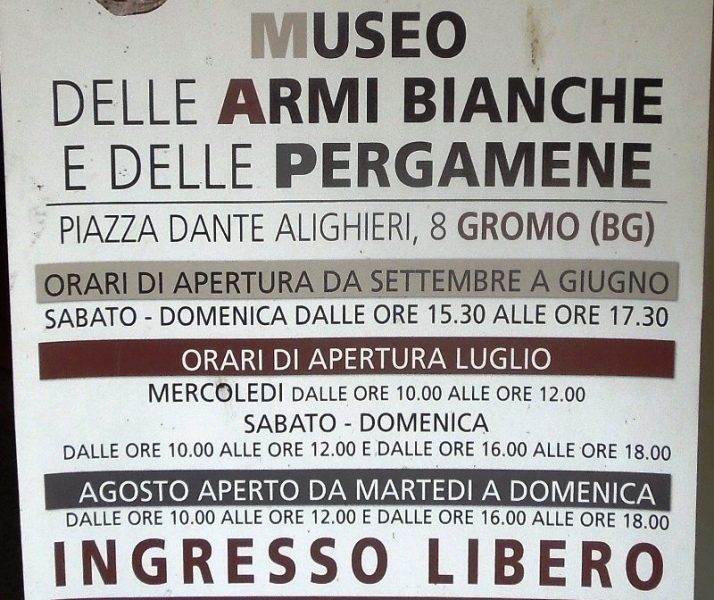 MUSEO
DELLE ARMI BIANCHE
E DELLE PERGAMENE
PIAZZA DANTE ALIGHIERI, 8 GROMO (BG)
ORARI DI APERTURA DA SETTEMBRE A GIUGNO
SABATO - DOMENICA DALLE ORE 15.30 ALLE ORE 17.30
ORARI DI APERTURA LUGLIO
MERCOLEDI DALLE ORE 10.00 ALLE ORE 12.00
SABATO - DOMENICA
DALLE ORE 10.00 ALLE ORE 12.00 E DALLE ORE 16.00 ALLE ORE 18.00
AGOSTO APERTO DA MARTEDI A DOMENICA
DALLE ORE 10.00 ALLE ORE 12.00 E DALLE ORE 16.00 ALLE ORE 18.00
INGRESSO LIBERO